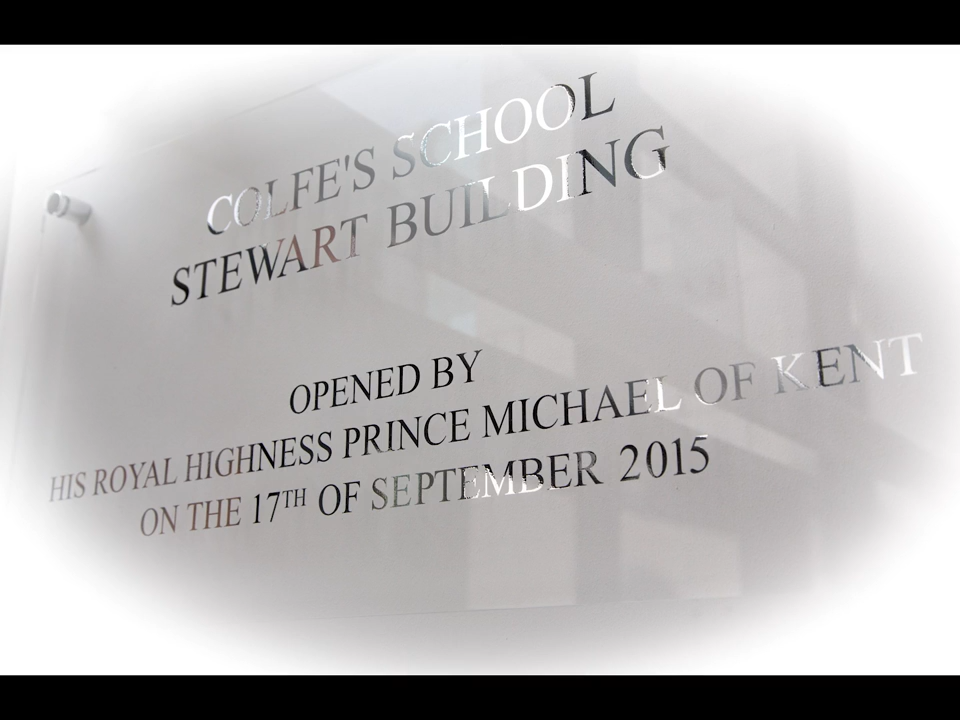 COLFE'S SCHOOL
STEWART BUILDING
OPENED BY
HIS ROYAL HIGHNESS PRINCE MICHAEL OF KENT
ON THE 17TH OF SEPTEMBER 2015